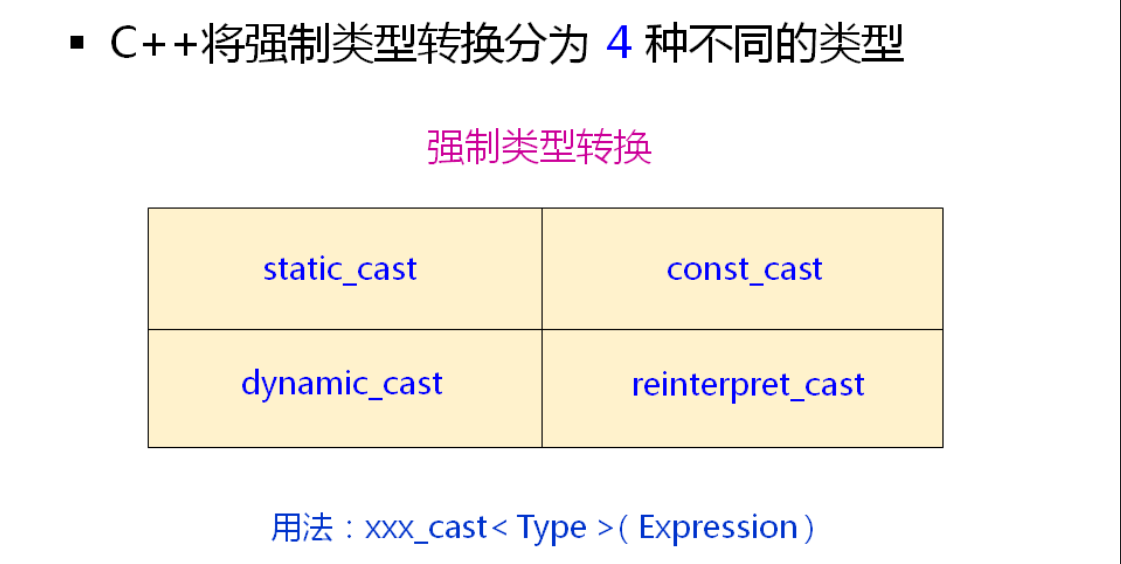 ▪ C++将强制类型转换分为 4 种不同的类型
强制类型转换
static_cast const_cast
dynamic_cast reinterpret_cast
用法：xxx_cast< Type >( Expression )